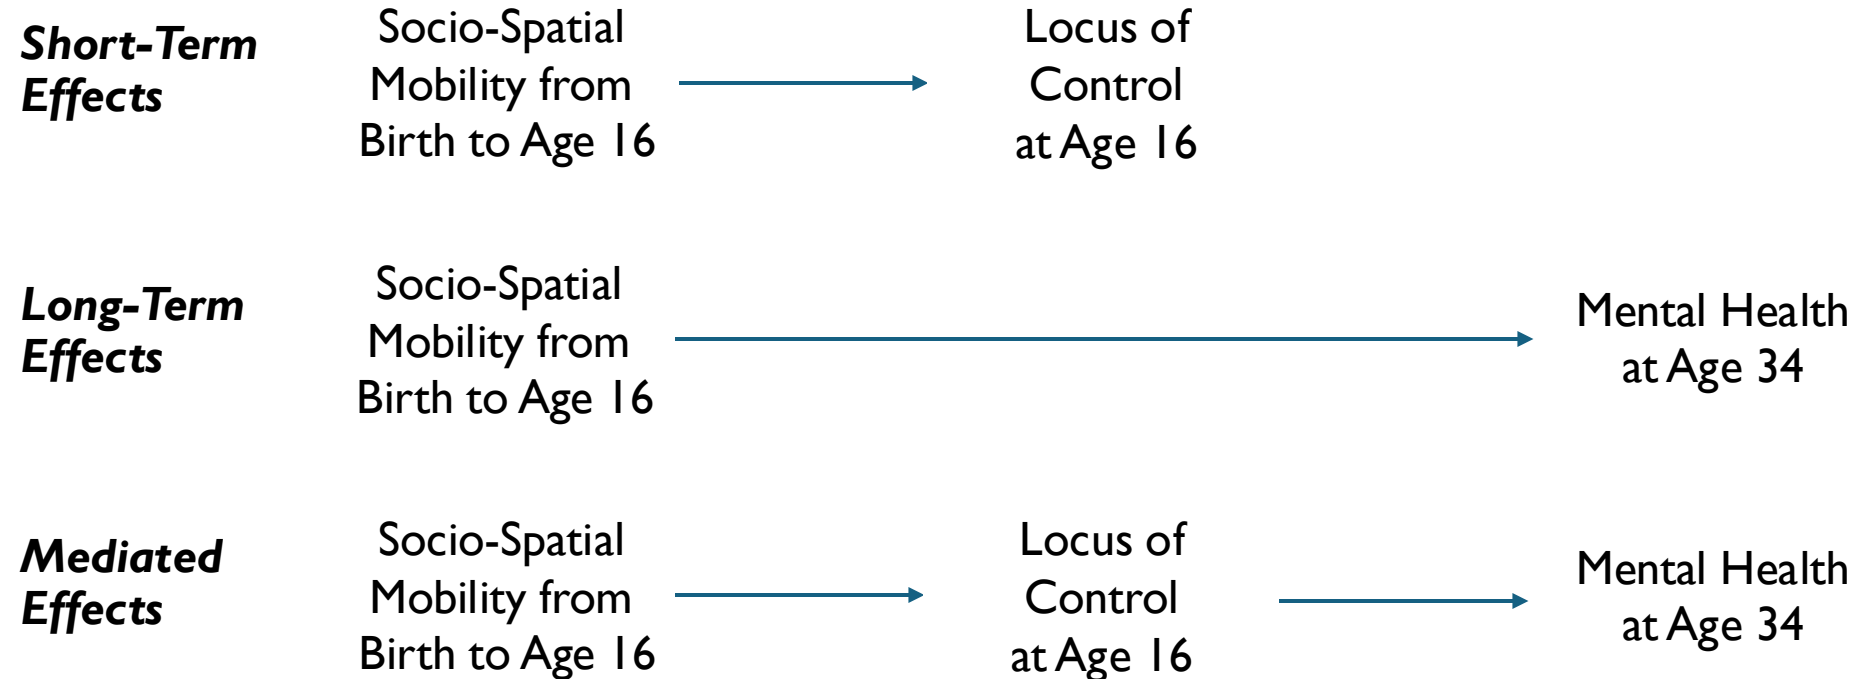 Short-Term
Effects
Socio-Spatial
Mobility from
Birth to Age 16
Locus of
Control
at Age 16
Long-Term
Effects
Socio-Spatial
Mobility from
Birth to Age 16
Mental Health
at Age 34
Mediated
Effects
Socio-Spatial
Mobility from
Birth to Age 16
Locus of
Control
at Age 16
Mental Health
at Age 34